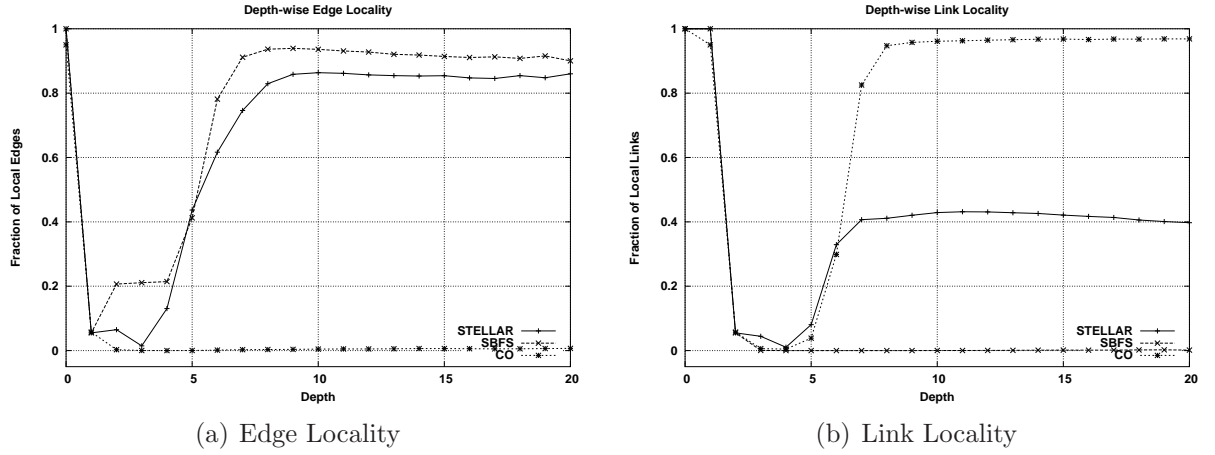 Depth-wise Edge Locality
1
0.8
0.6
0.4
0.2
0
Fraction of Local Edges
0 5 10 15 20
Depth
STELLAR
SBFS
CO
(a) Edge Locality
Depth-wise Link Locality
1
0.8
0.6
0.4
0.2
0
Fraction of Local Links
0 5 10 15 20
Depth
STELLAR
SBFS
CO
(b) Link Locality